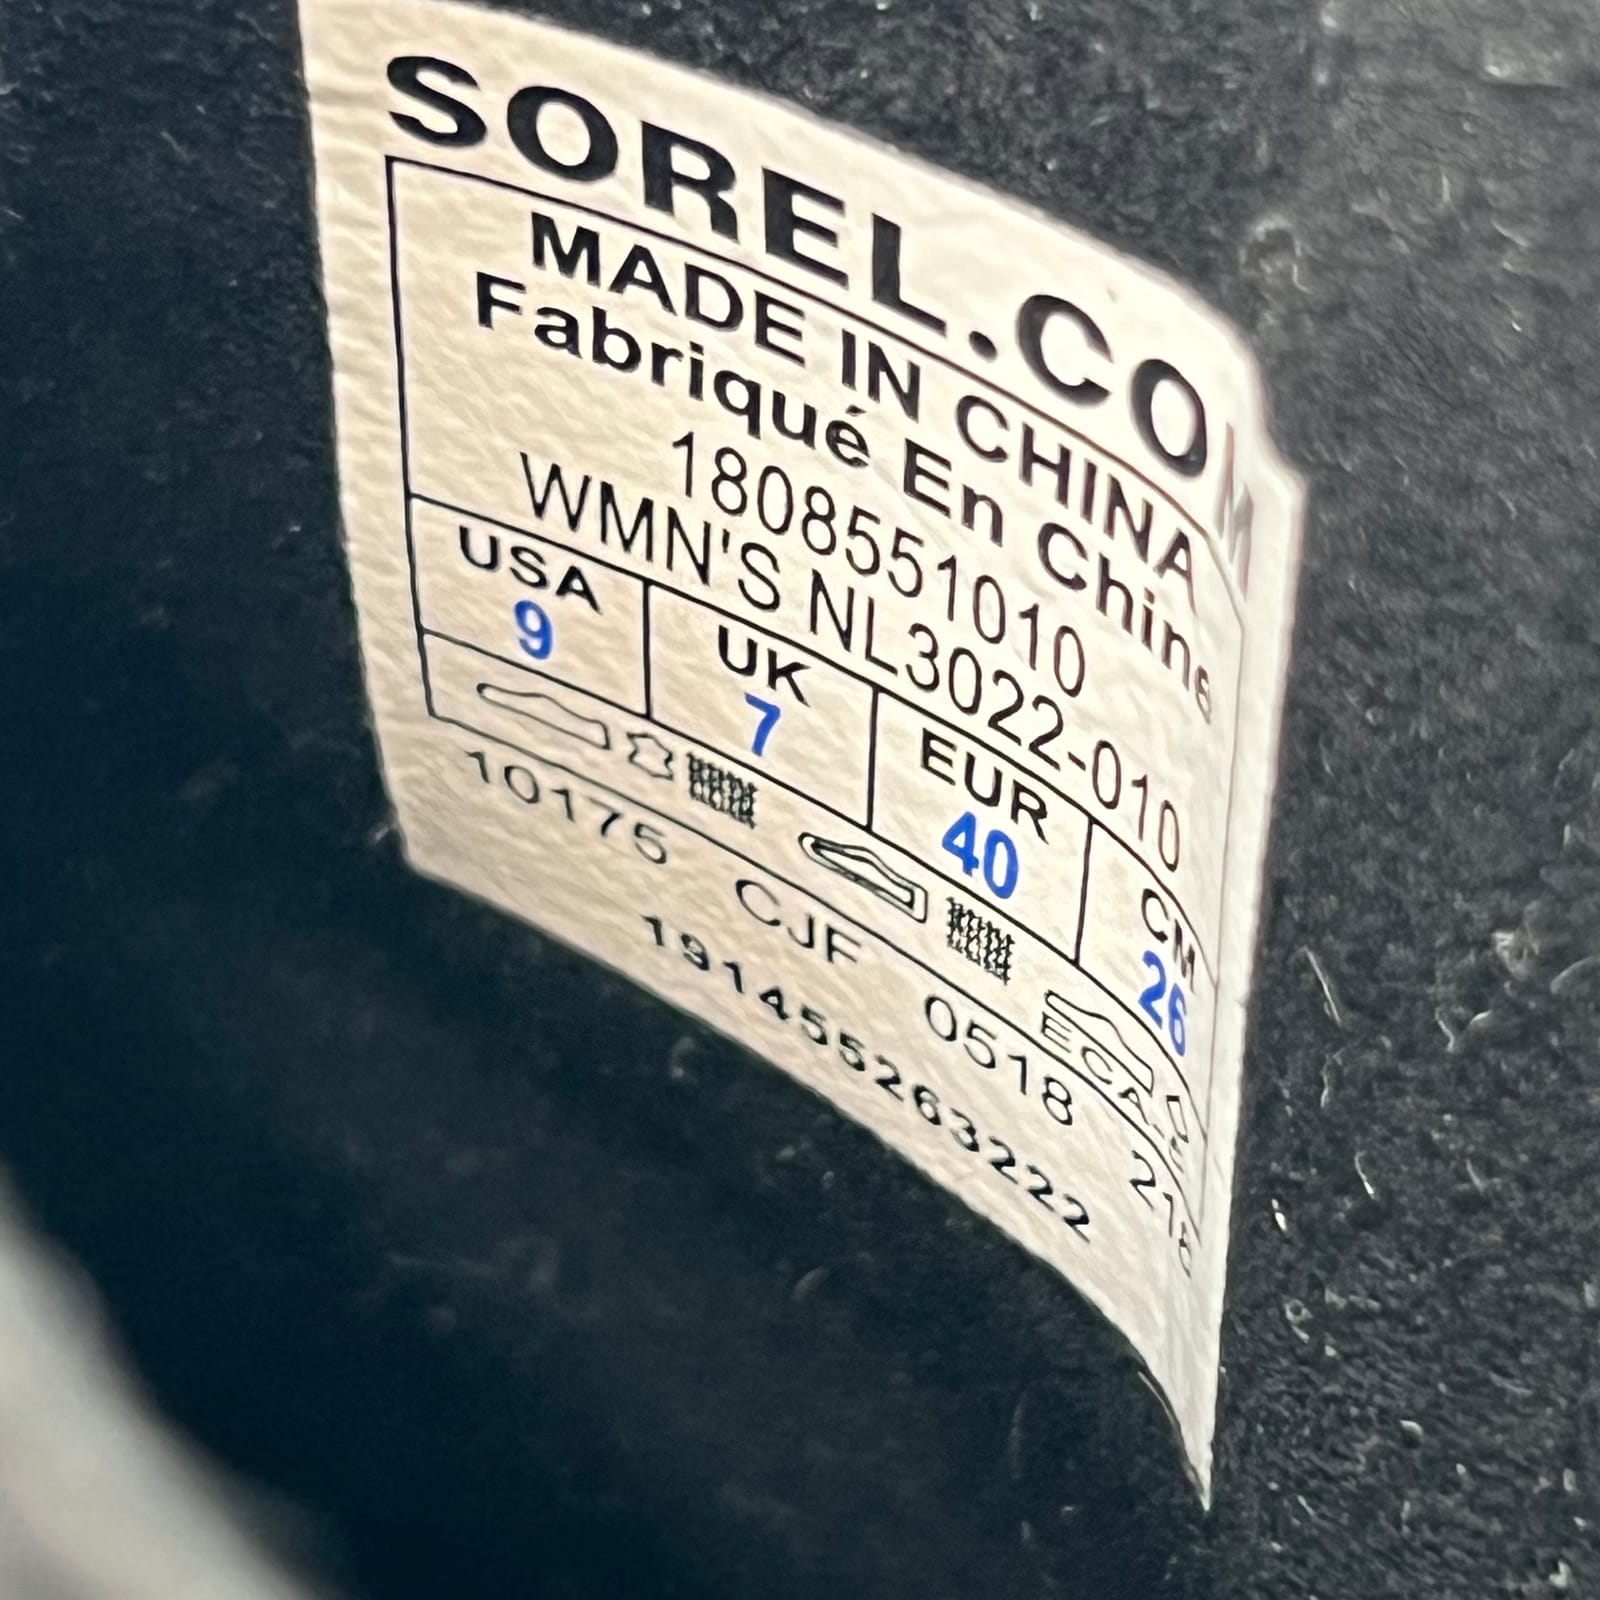 SOREL.COM
MADE IN CHINA
Fabriqué En Chine
1808551010
WMN'S NL3022-010
USA UK EUR CM
9 7 40 26
10175 CJF 0518 218
191455263222